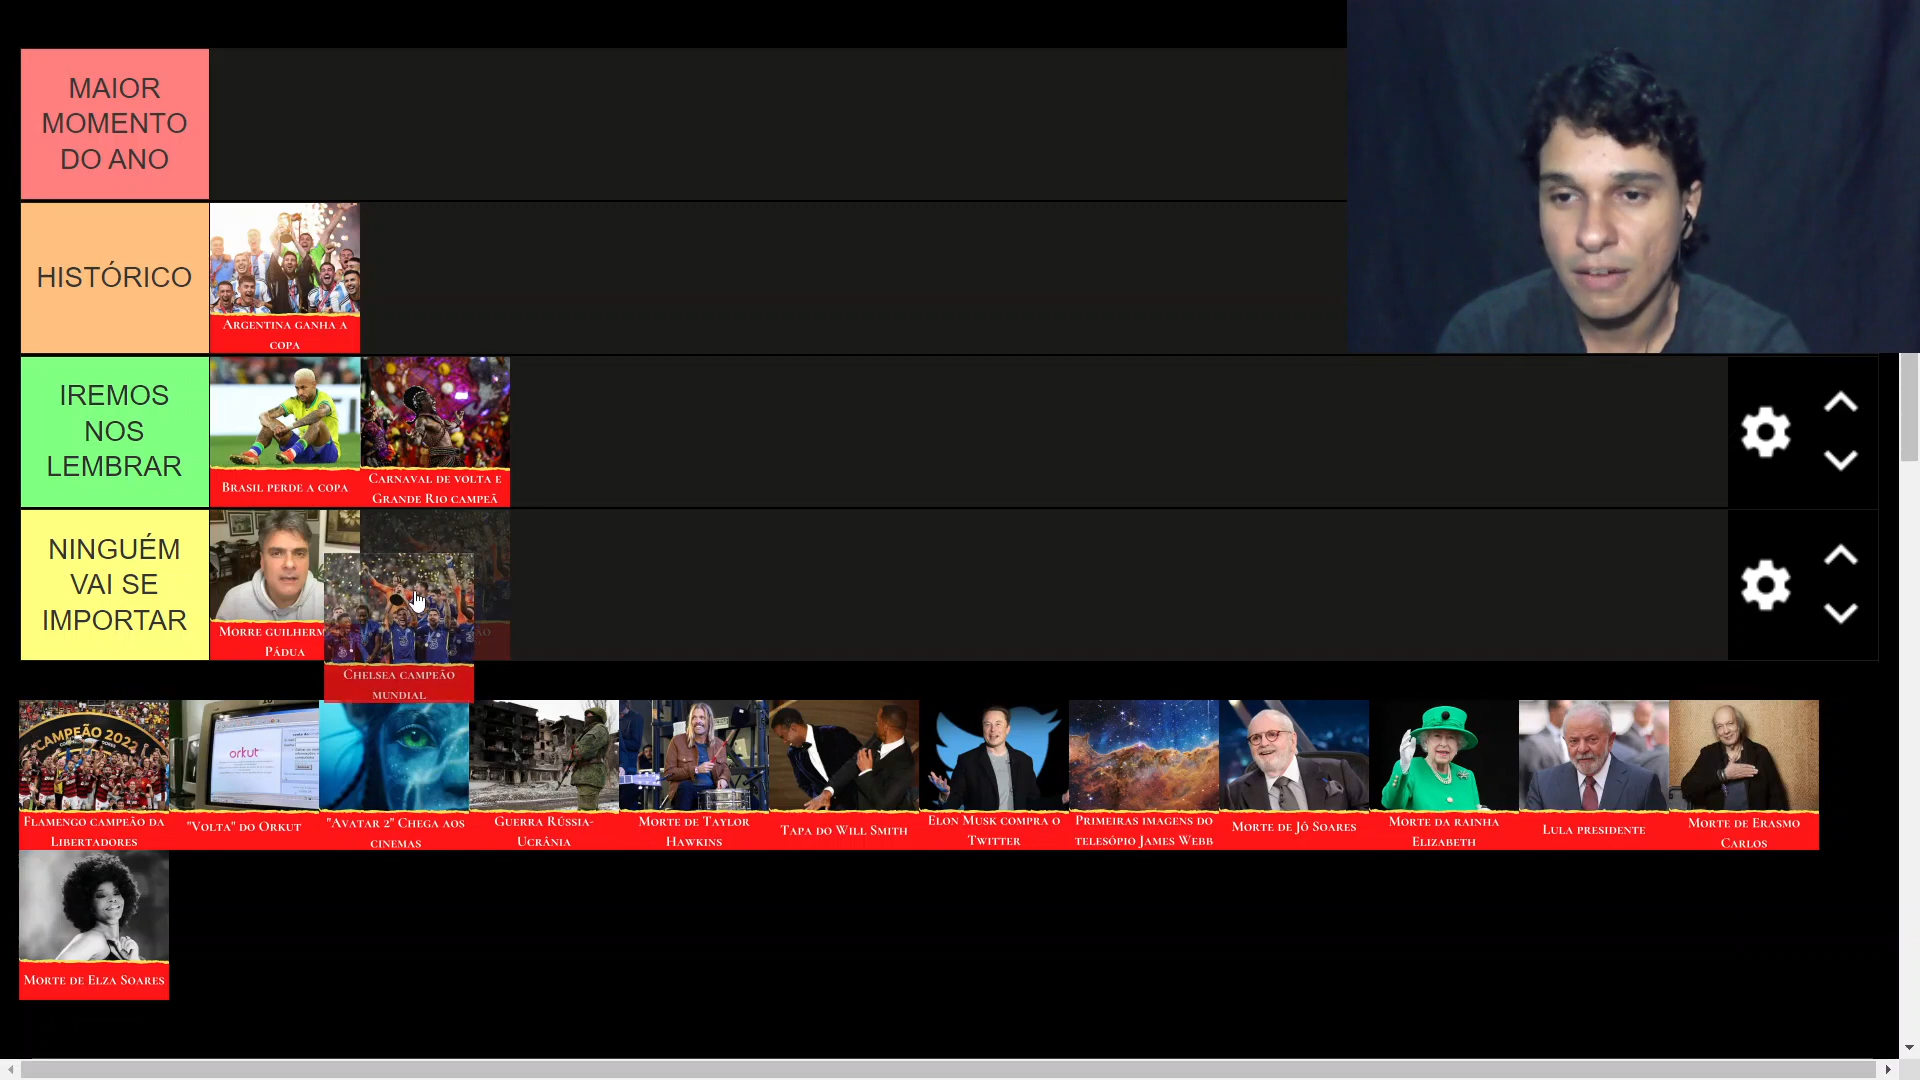 MAIOR
MOMENTO
DO ANO
HISTÓRICO
Argentina ganha a
copa
IREMOS
NOS
LEMBRAR
Brasil perde a copa
Carnaval de volta e
Grande Rio campeã
NINGUÉM
VAI SE
IMPORTAR
Morre guilherm
Pádua
Chelsea campeão
mundial
CAMPEÃO 2022
Flamengo campeão da
Libertadores
orkut
"Volta" do Orkut
"Avatar 2" Chega aos
cinemas
Guerra Rússia-
Ucrânia
Morte de Taylor
Hawkins
Tapa do Will Smith
Elon Musk compra o
Twitter
Primeiras imagens do
telesópio James Webb
Morte de Jô Soares
Morte da rainha
Elizabeth
Lula presidente
Morte de Erasmo
Carlos
Morte de Elza Soares